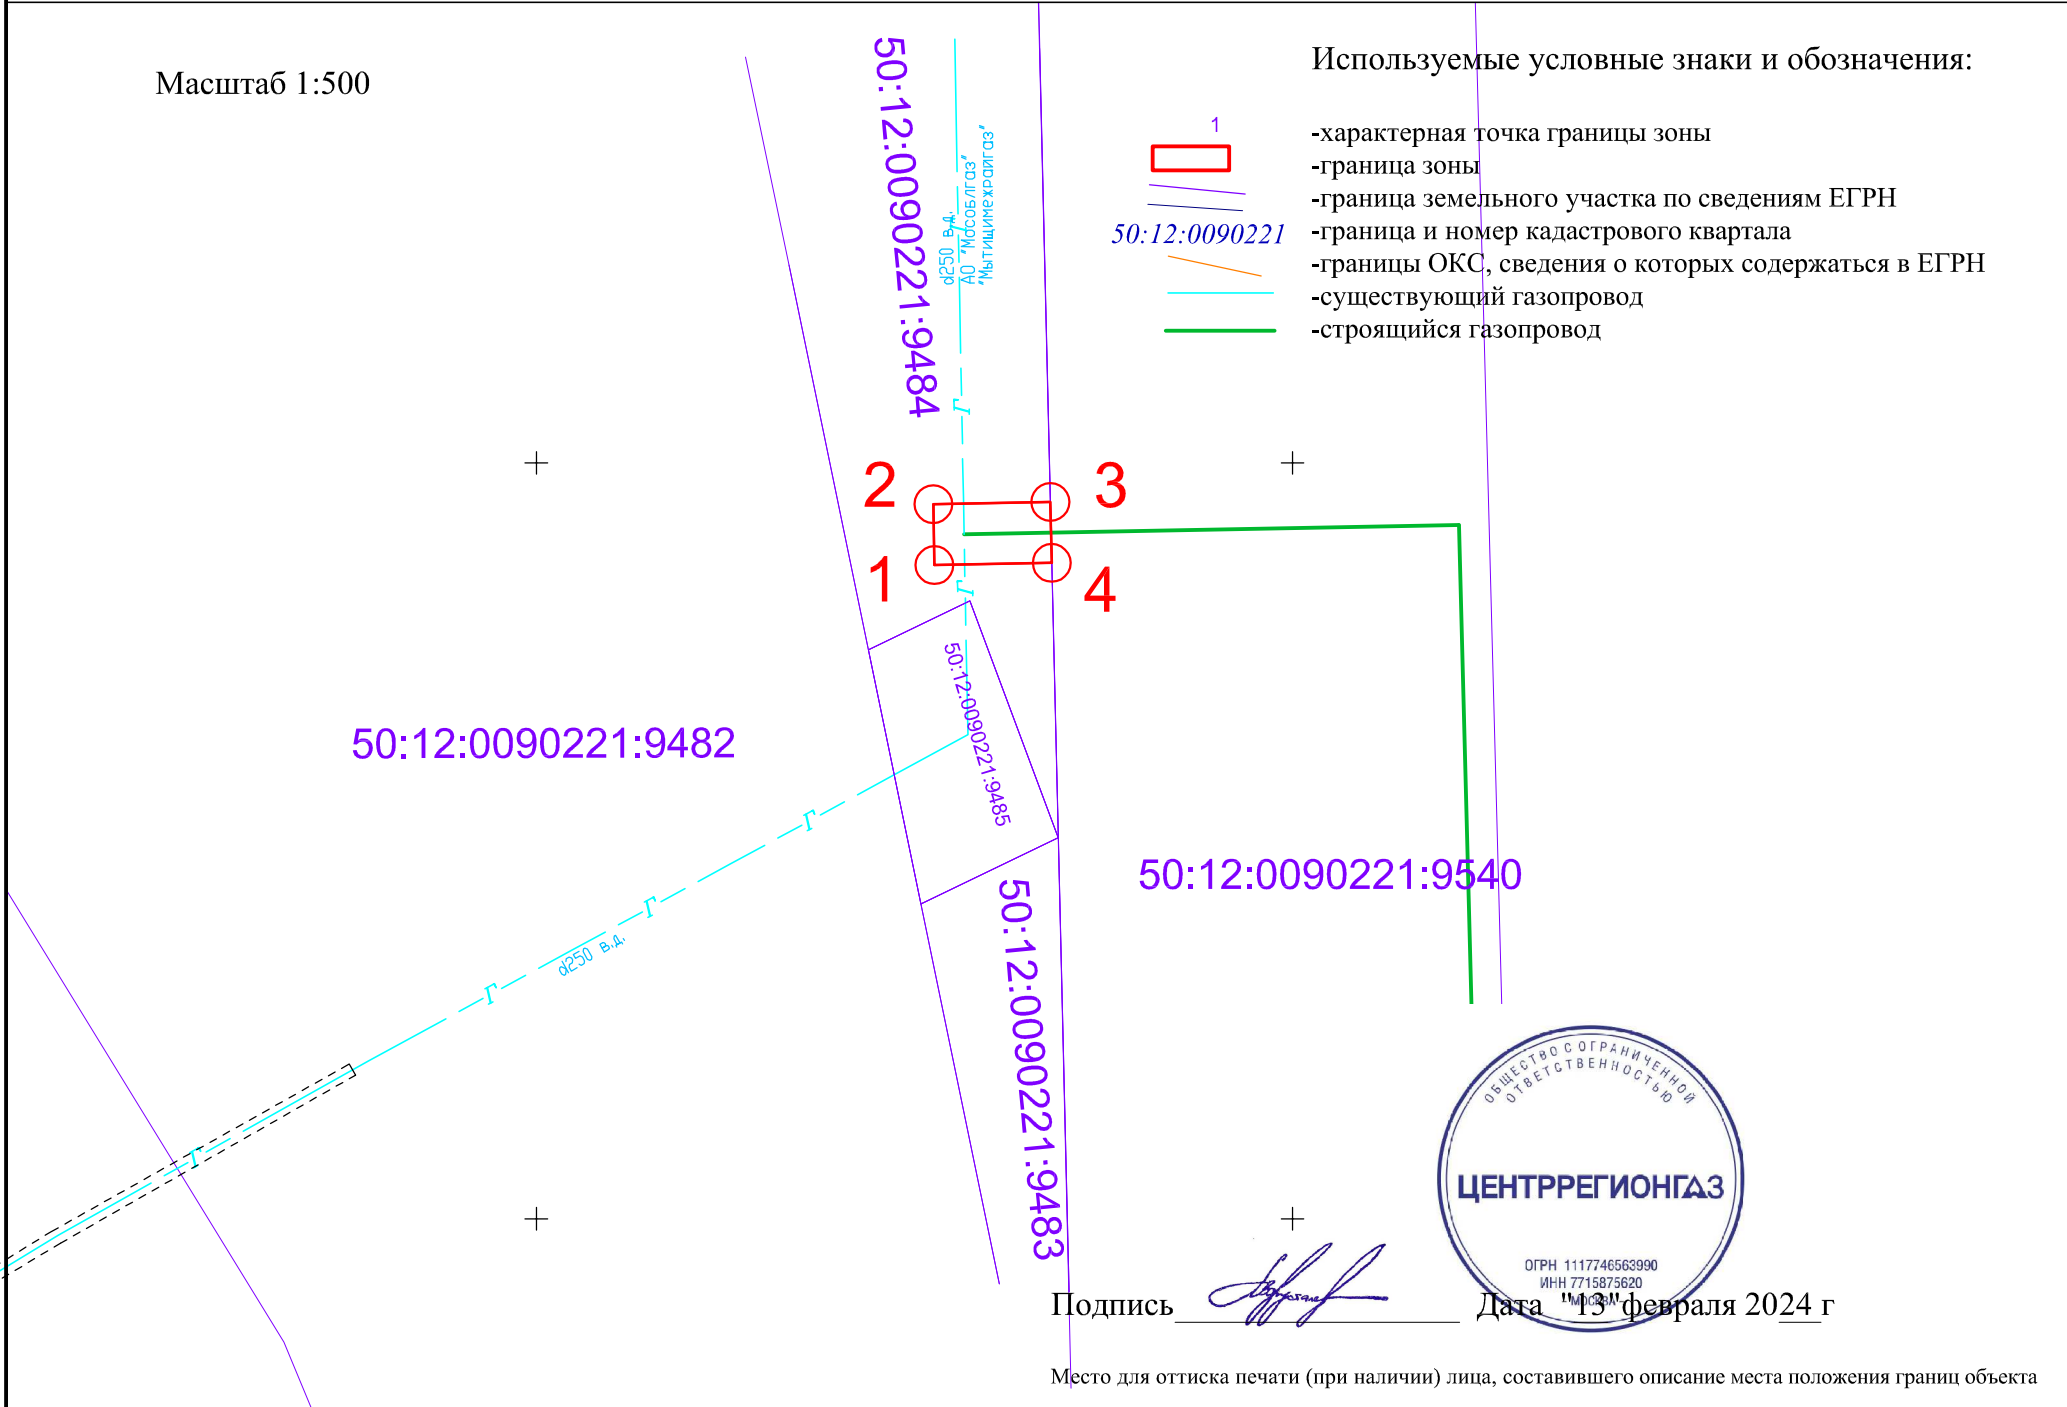 Масштаб 1:500
Используемые условные знаки и обозначения:
1
-характерная точка границы зоны
-граница зоны
-граница земельного участка по сведениям ЕГРН
50:12:0090221
-граница и номер кадастрового квартала
-границы ОКС, сведения о которых содержаться в ЕГРН
-существующий газопровод
-строящийся газопровод
50:12:0090221:9484
d250 в.д.
АО "Мособлгаз"
"Мытищимежрайгаз"
Г
Г
2
3
1
4
Г
50:12:0090221:9485
50:12:0090221:9482
50:12:0090221:9540
Г
Г
Г
Г
d250 в.д.
50:12:0090221:9483
ОБЩЕСТВО С ОГРАНИЧЕННОЙ
ОТВЕТСТВЕННОСТЬЮ
ЦЕНТРРЕГИОНГАЗ
ОГРН 1117746563990
ИНН 7715875620
МОСКВА
Подпись
Дата "13" февраля 2024 г
Место для оттиска печати (при наличии) лица, составившего описание места положения границ объекта